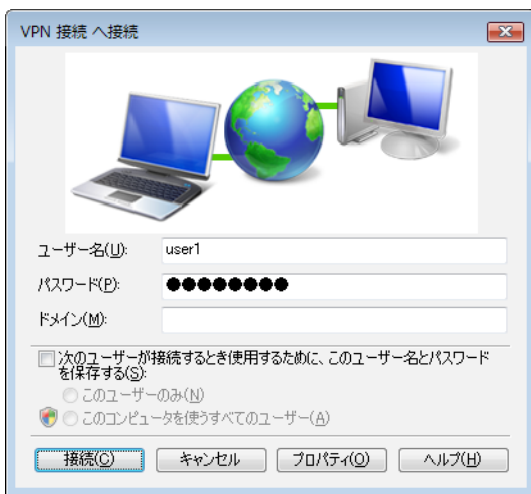 VPN 接続 へ接続
ユーザー名(U):
user1
パスワード(P):
●●●●●●●●
ドメイン(M):
次のユーザーが接続するとき使用するために、このユーザー名とパスワード
を保存する(S):
このユーザーのみ(N)
このコンピュータを使うすべてのユーザー(A)
接続(C)
キャンセル
プロパティ(O)
ヘルプ(H)